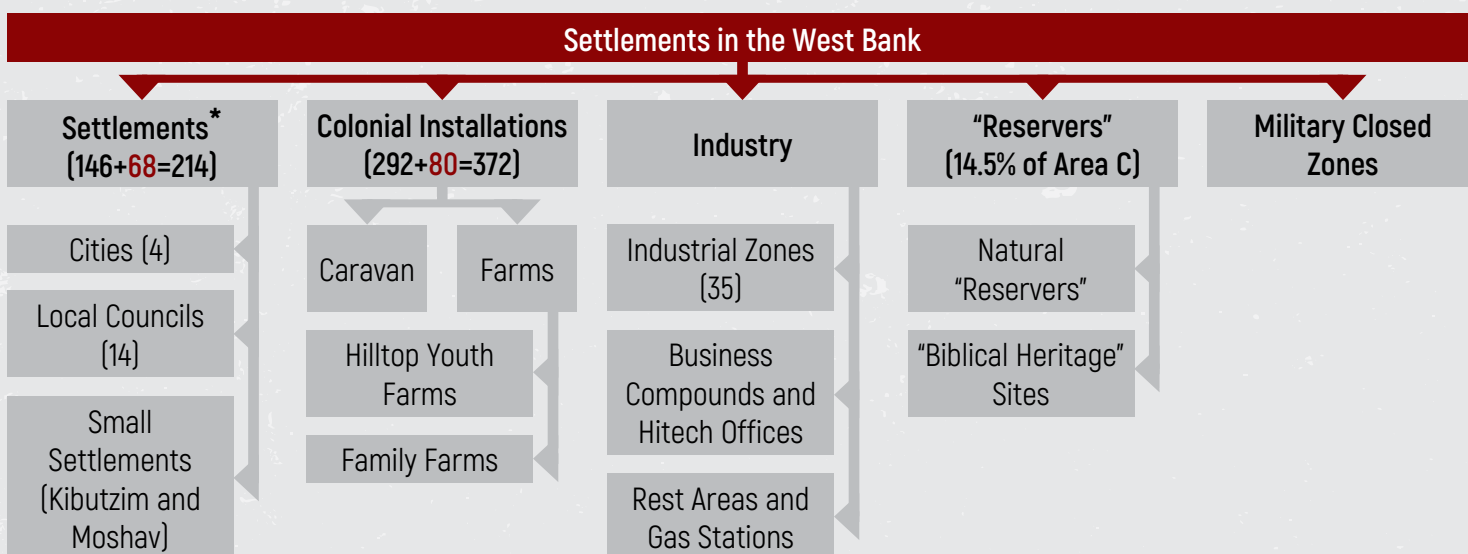 Settlements in the West Bank
Settlements*
(146+68=214)
Cities (4)
Local Councils
(14)
Small
Settlements
(Kibutzim and
Moshav)
Colonial Installations
(292+80=372)
Caravan
Farms
Hilltop Youth
Farms
Family Farms
Industry
Industrial Zones
(35)
Business
Compounds and
Hitech Offices
Rest Areas and
Gas Stations
“Reservers”
(14.5% of Area C)
Natural
“Reservers”
“Biblical Heritage”
Sites
Military Closed
Zones